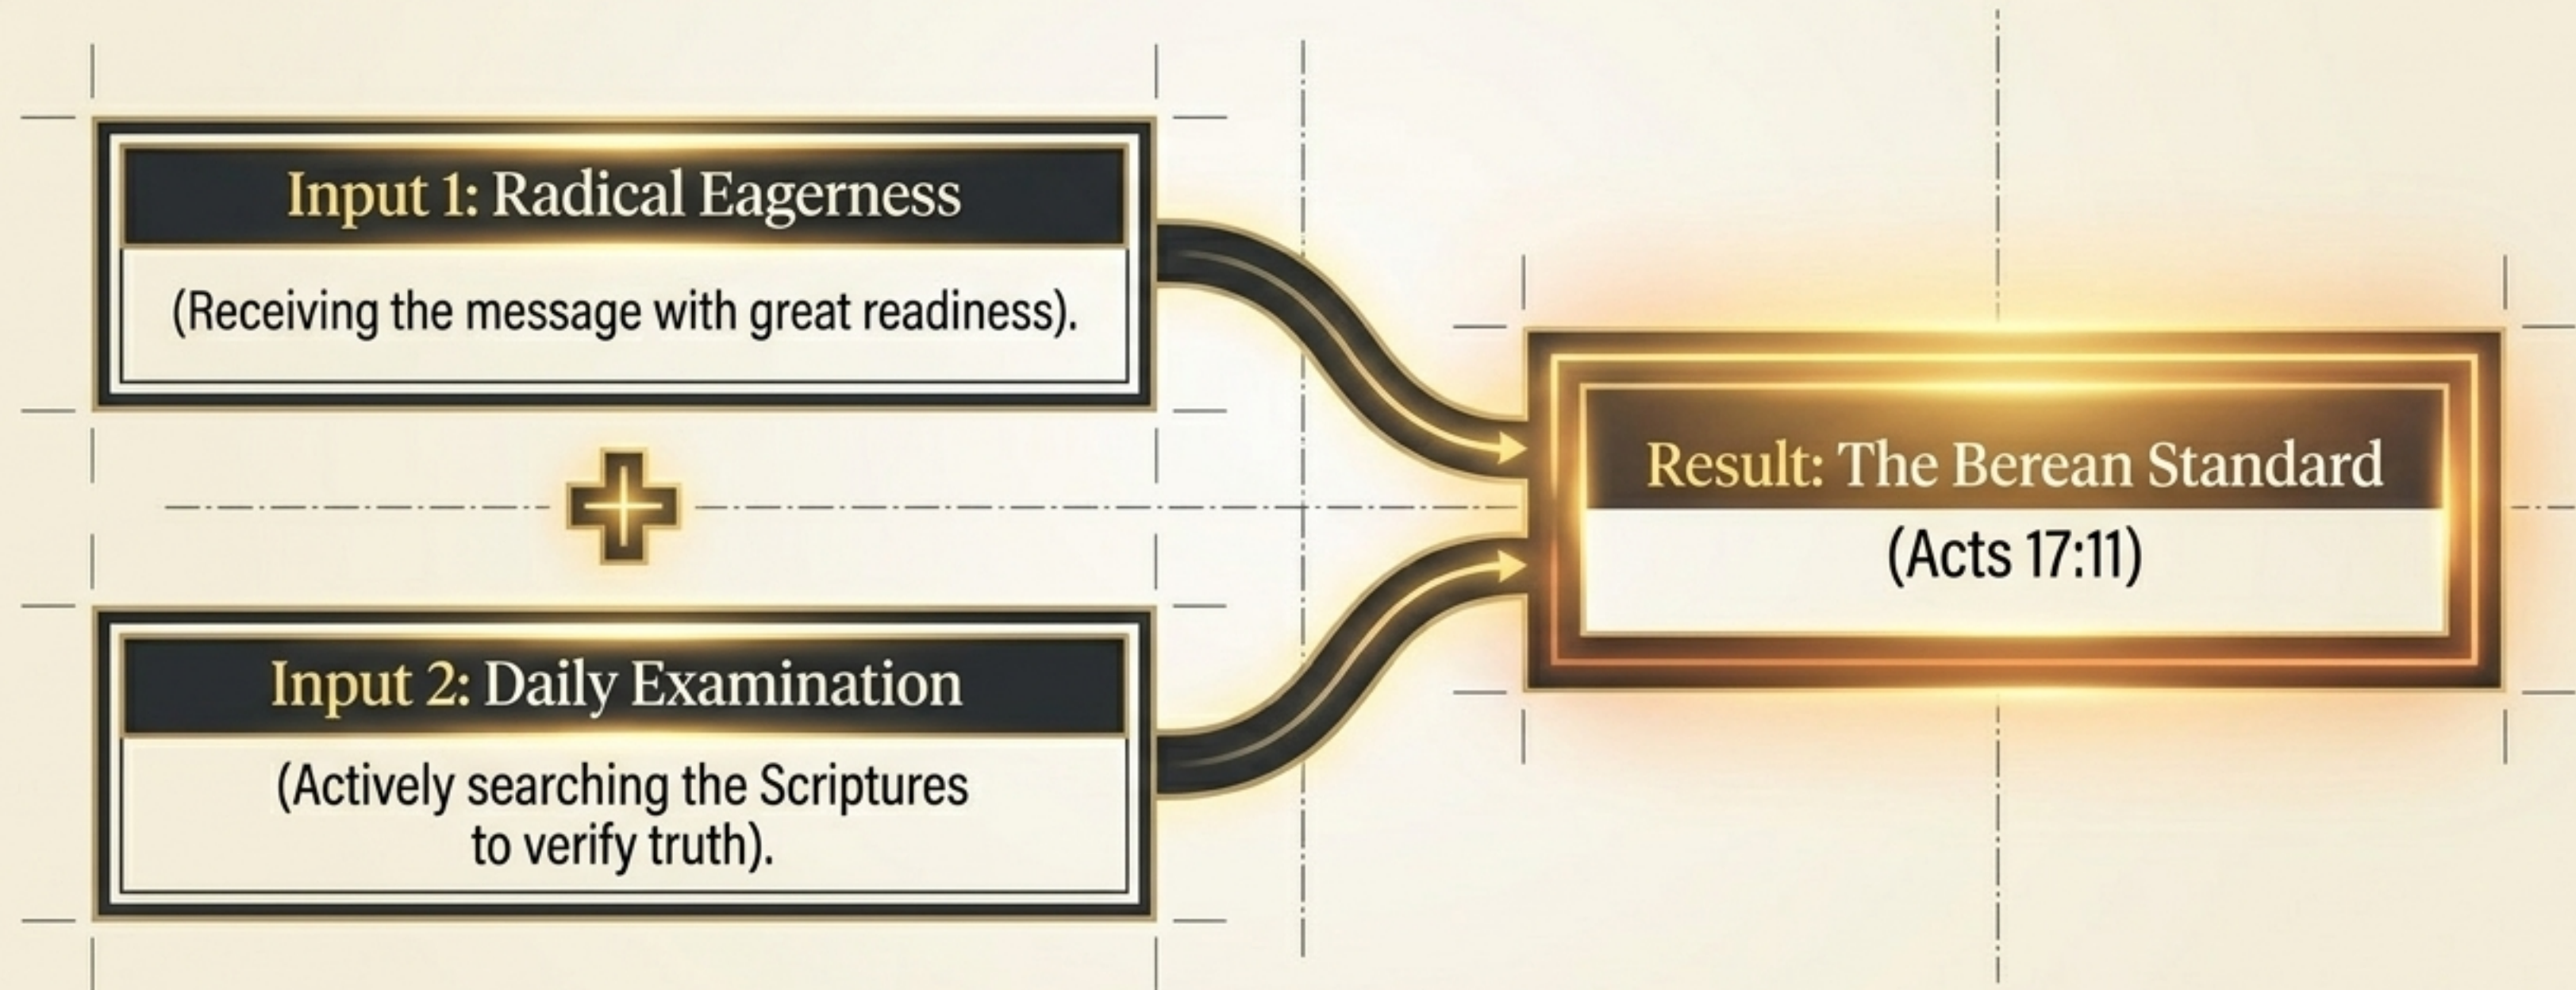 Input 1: Radical Eagerness
(Receiving the message with great readiness).
Input 2: Daily Examination
(Actively searching the Scriptures
to verify truth).
Result: The Berean Standard
(Acts 17:11)